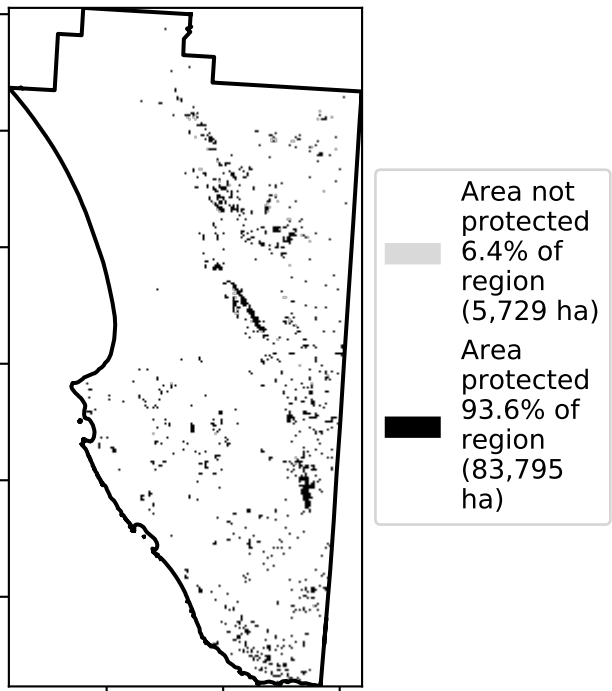 Area not
protected
6.4% of
region
(5,729 ha)
Area
protected
93.6% of
region
(83,795
ha)